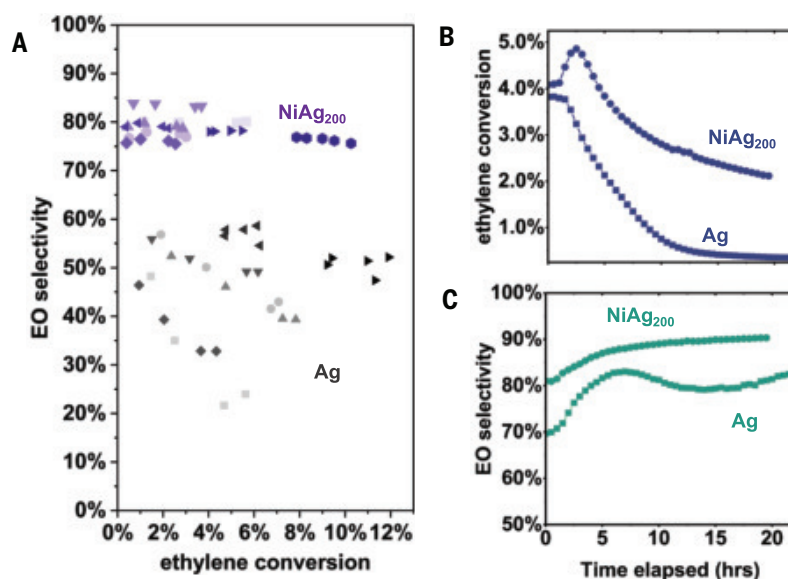 A
100%
90%
80%
70%
60%
50%
40%
30%
20%
10%
0%
EO selectivity
NiAg₂₀₀
Ag
0% 2% 4% 6% 8% 10% 12%
ethylene conversion
B
5.0%
4.0%
3.0%
2.0%
1.0%
ethylene conversion
NiAg₂₀₀
Ag
C
100%
90%
80%
70%
60%
50%
EO selectivity
NiAg₂₀₀
Ag
0 5 10 15 20
Time elapsed (hrs)